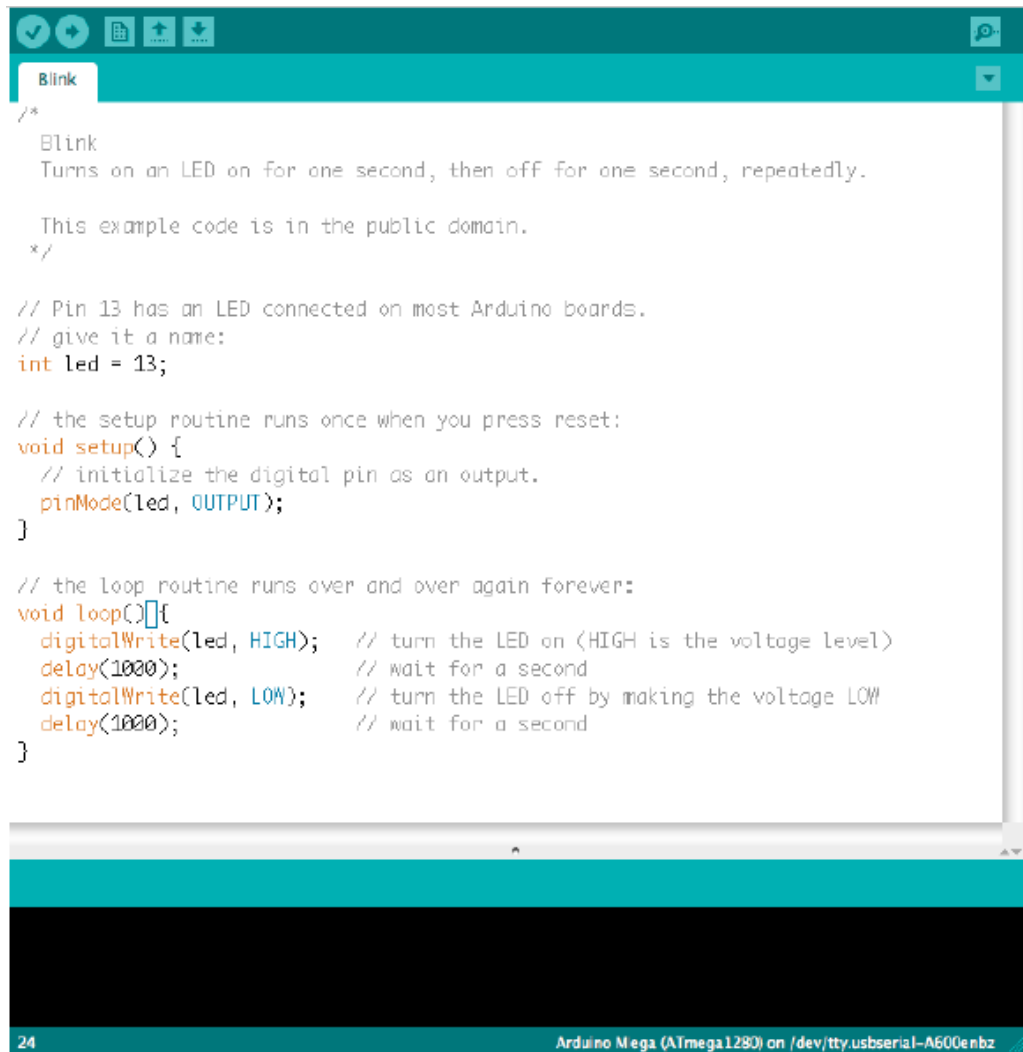 Blink
/*
  Blink
  Turns on an LED on for one second, then off for one second, repeatedly.

  This example code is in the public domain.
 */

// Pin 13 has an LED connected on most Arduino boards.
// give it a name:
int led = 13;

// the setup routine runs once when you press reset:
void setup() {
  // initialize the digital pin as an output.
  pinMode(led, OUTPUT);
}

// the loop routine runs over and over again forever:
void loop() {
  digitalWrite(led, HIGH);   // turn the LED on (HIGH is the voltage level)
  delay(1000);               // wait for a second
  digitalWrite(led, LOW);    // turn the LED off by making the voltage LOW
  delay(1000);               // wait for a second
}
24 Arduino Mega (ATmega1280) on /dev/tty.usbserial-A600enbz